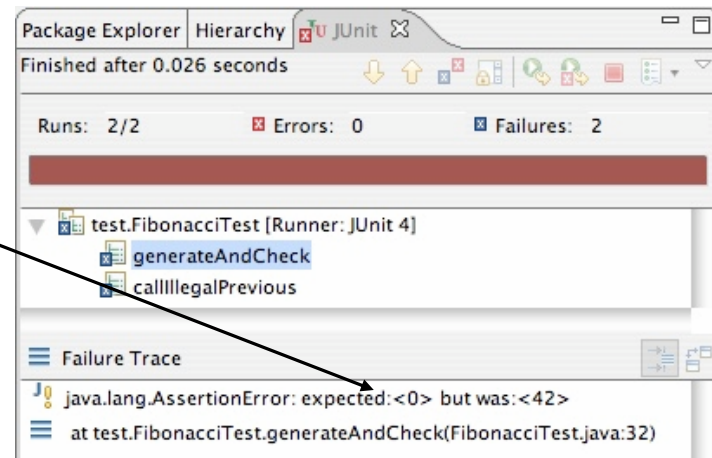 Package Explorer Hierarchy JUnit
Finished after 0.026 seconds
Runs: 2/2 Errors: 0 Failures: 2
test.FibonacciTest [Runner: JUnit 4]
generateAndCheck
callIllegalPrevious
Failure Trace
java.lang.AssertionError: expected:<0> but was:<42>
at test.FibonacciTest.generateAndCheck(FibonacciTest.java:32)